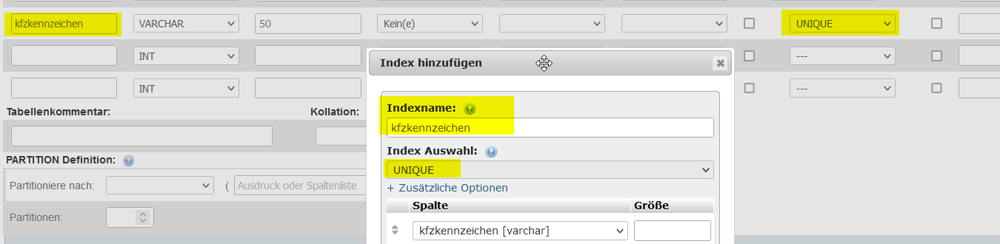 kfzkennzeichen VARCHAR 50 Kein(e) UNIQUE
INT ---
Index hinzufügen
INT ---
Tabellenkommentar: Kollation:
Indexname:
kfzkennzeichen
Index Auswahl:
PARTITION Definition:
UNIQUE
Partitioniere nach: ( Ausdruck oder Spaltenliste
+ Zusätzliche Optionen
Spalte Größe
Partitionen:
kfzkennzeichen [varchar]